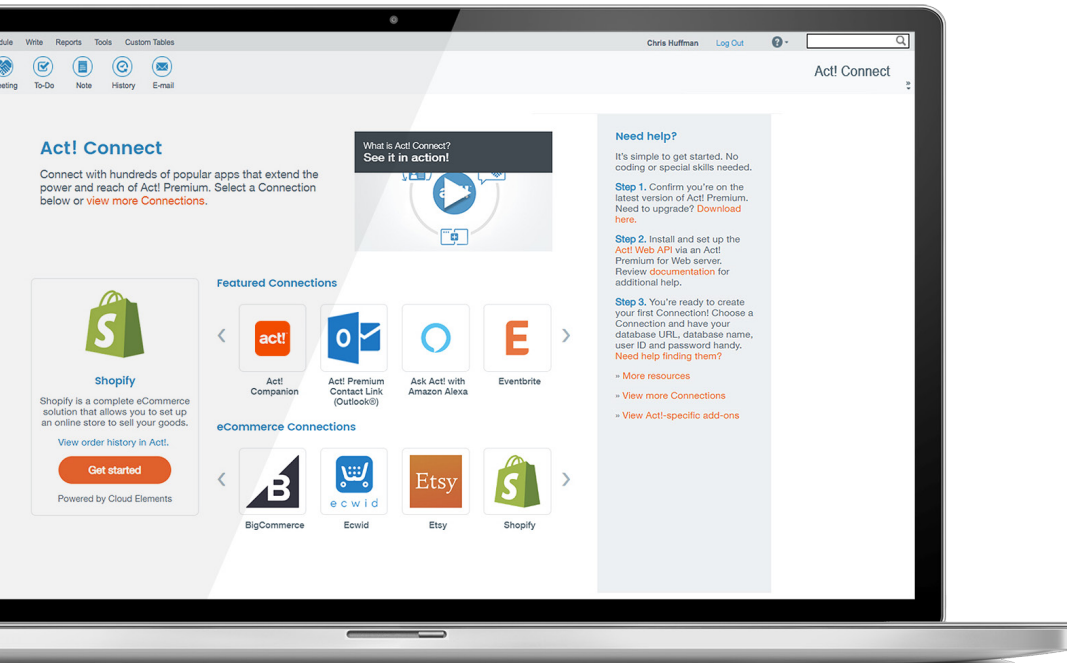 Write Reports Tools Custom Tables
Chris Huffman Log Out ?
To-Do Note History E-mail
Act! Connect
Act! Connect
Connect with hundreds of popular apps that extend the
power and reach of Act! Premium. Select a Connection
below or view more Connections.
What is Act! Connect?
See it in action!
Shopify
Shopify is a complete eCommerce
solution that allows you to set up
an online store to sell your goods.
View order history in Act!.
Get started
Powered by Cloud Elements
Featured Connections
act!
Act!
Companion
Act! Premium
Contact Link
(Outlook®)
Ask Act! with
Amazon Alexa
Eventbrite
eCommerce Connections
B
ecwid
Etsy
S
BigCommerce
Ecwid
Etsy
Shopify
Need help?
It's simple to get started. No
coding or special skills needed.
Step 1. Confirm you're on the
latest version of Act! Premium.
Need to upgrade? Download
here.
Step 2. Install and set up the
Act! Web API via an Act!
Premium for Web server.
Review documentation for
additional help.
Step 3. You're ready to create
your first Connection! Choose a
Connection and have your
database URL, database name,
user ID and password handy.
Need help finding them?
» More resources
» View more Connections
» View Act!-specific add-ons